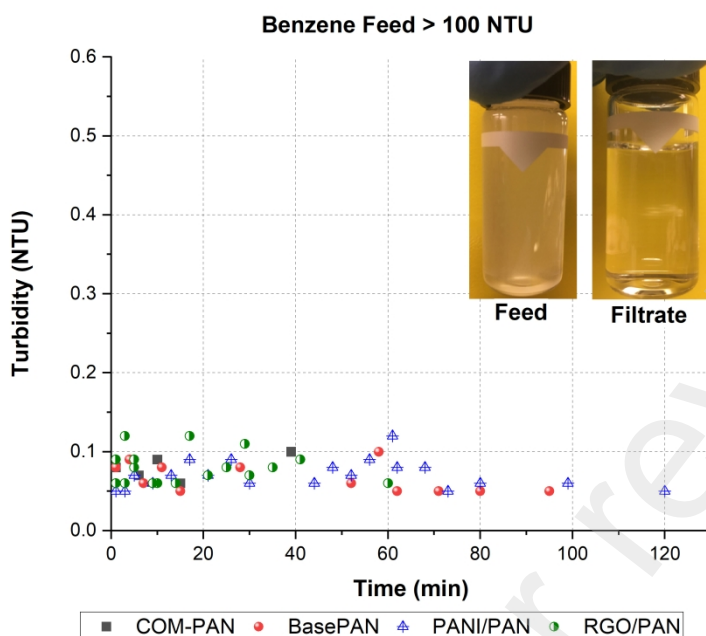 Benzene Feed > 100 NTU
0.6
0.5
0.4
0.3
0.2
0.1
0.0
Turbidity (NTU)
Feed
Filtrate
0
20
40
60
80
100
120
Time (min)
COM-PAN BasePAN PANI/PAN RGO/PAN
r rev